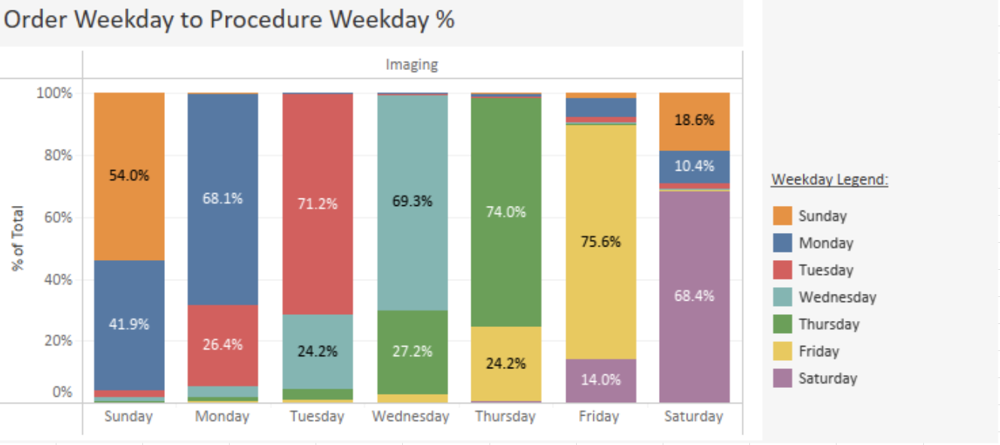 Order Weekday to Procedure Weekday %
Imaging
% of Total
100%
80%
60%
40%
20%
0%
54.0%
41.9%
68.1%
26.4%
71.2%
24.2%
69.3%
27.2%
74.0%
24.2%
75.6%
14.0%
18.6%
10.4%
68.4%
Sunday Monday Tuesday Wednesday Thursday Friday Saturday
Weekday Legend:
Sunday
Monday
Tuesday
Wednesday
Thursday
Friday
Saturday